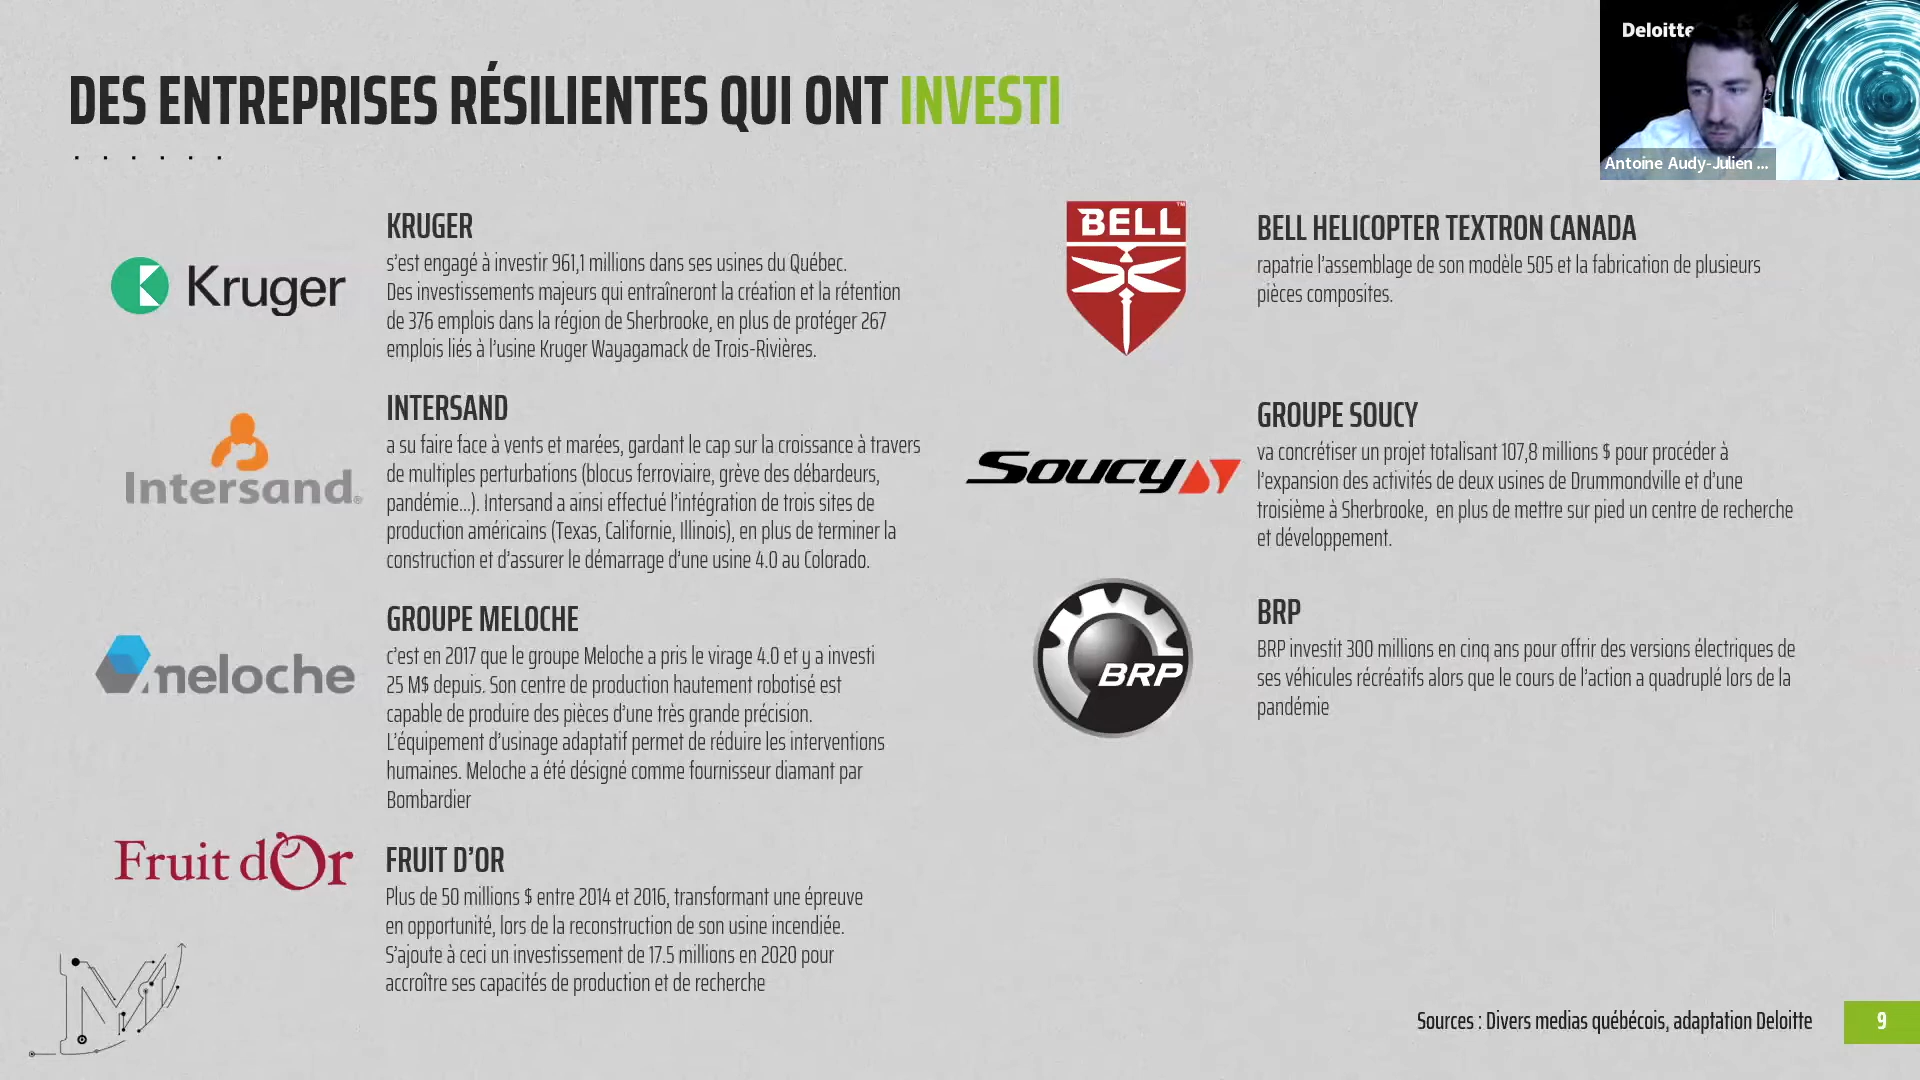 DES ENTREPRISES RÉSILIENTES QUI ONT INVESTI
Deloitte
Antoine Audy-Julien ...
Kruger
KRUGER
s’est engagé à investir 961,1 millions dans ses usines du Québec.
Des investissements majeurs qui entraîneront la création et la rétention
de 376 emplois dans la région de Sherbrooke, en plus de protéger 267
emplois liés à l’usine Kruger Wayagamack de Trois-Rivières.
Intersand®
INTERSAND
a su faire face à vents et marées, gardant le cap sur la croissance à travers
de multiples perturbations (blocus ferroviaire, grève des débardeurs,
pandémie...). Intersand a ainsi effectué l’intégration de trois sites de
production américains (Texas, Californie, Illinois), en plus de terminer la
construction et d’assurer le démarrage d’une usine 4.0 au Colorado.
meloche
GROUPE MELOCHE
c’est en 2017 que le groupe Meloche a pris le virage 4.0 et y a investi
25 M$ depuis. Son centre de production hautement robotisé est
capable de produire des pièces d’une très grande précision.
L’équipement d’usinage adaptatif permet de réduire les interventions
humaines. Meloche a été désigné comme fournisseur diamant par
Bombardier
Fruit d’Or
FRUIT D’OR
Plus de 50 millions $ entre 2014 et 2016, transformant une épreuve
en opportunité, lors de la reconstruction de son usine incendiée.
S’ajoute à ceci un investissement de 17.5 millions en 2020 pour
accroître ses capacités de production et de recherche
BELL™
BELL HELICOPTER TEXTRON CANADA
rapatrie l’assemblage de son modèle 505 et la fabrication de plusieurs
pièces composites.
Soucy
GROUPE SOUCY
va concrétiser un projet totalisant 107,8 millions $ pour procéder à
l’expansion des activités de deux usines de Drummondville et d’une
troisième à Sherbrooke, en plus de mettre sur pied un centre de recherche
et développement.
BRP
BRP
BRP investit 300 millions en cinq ans pour offrir des versions électriques de
ses véhicules récréatifs alors que le cours de l’action a quadruplé lors de la
pandémie
Sources : Divers medias québécois, adaptation Deloitte
9